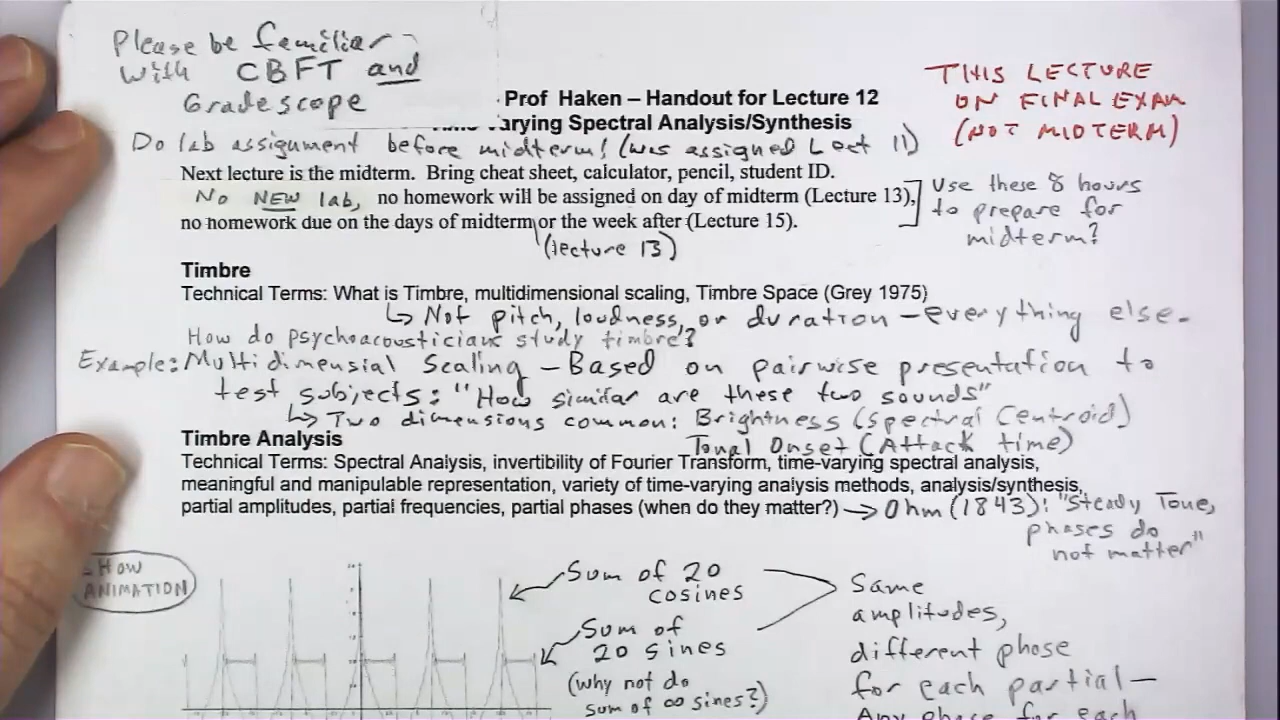 Please be familiar
with CBFT and
Gradescope
THIS LECTURE
ON FINAL EXAM
(NOT MIDTERM)
Prof Haken – Handout for Lecture 12
arying Spectral Analysis/Synthesis
Do lab assignment before midterm! (was assigned Lect 11)
Next lecture is the midterm. Bring cheat sheet, calculator, pencil, student ID.
No NEW lab, no homework will be assigned on day of midterm (Lecture 13),
no homework due on the days of midterm or the week after (Lecture 15).
(lecture 13)
Use these 8 hours
to prepare for
midterm?
Timbre
Technical Terms: What is Timbre, multidimensional scaling, Timbre Space (Grey 1975)
↳ Not pitch, loudness, or duration — everything else.
How do psychoacousticians study timbre?
Example: Multidimensial Scaling — Based on pairwise presentation to
test subjects: "How similar are these two sounds"
↳ Two dimensions common: Brightness (Spectral Centroid)
Tonal Onset (Attack time)
Timbre Analysis
Technical Terms: Spectral Analysis, invertibility of Fourier Transform, time-varying spectral analysis,
meaningful and manipulable representation, variety of time-varying analysis methods, analysis/synthesis,
partial amplitudes, partial frequencies, partial phases (when do they matter?) → Ohm (1843): "Steady Tone,
phases do
not matter"
HOW
ANIMATION
Sum of 20
cosines
Sum of
20 sines
(why not do
sum of ∞ sines?)
Same
amplitudes,
different phase
for each partial —
Any phase for each